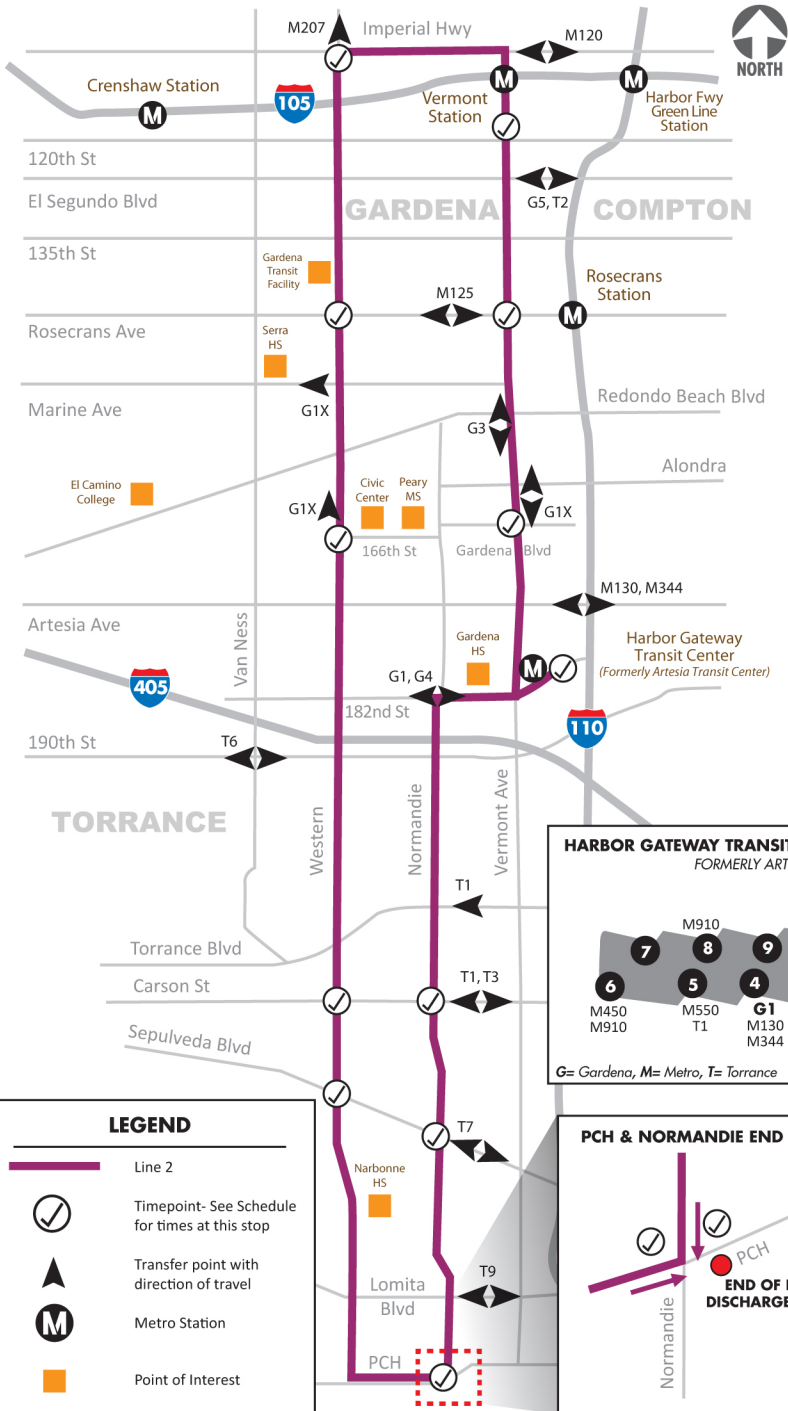 M207
Imperial Hwy
M120
NORTH
Crenshaw Station
M
105
Vermont
Station
M
M
Harbor Fwy
Green Line
Station
120th St
El Segundo Blvd
G5, T2
GARDENA
COMPTON
135th St
Gardena
Transit
Facility
Rosecrans
Station
M125
M
Rosecrans Ave
Serra
HS
Marine Ave
G1X
Redondo Beach Blvd
G3
Alondra
El Camino
College
Civic
Center
Peary
MS
G1X
G1X
166th St
Gardena Blvd
M130, M344
Artesia Ave
Van Ness
Gardena
HS
Harbor Gateway
Transit Center
(Formerly Artesia Transit Center)
M
405
G1, G4
182nd St
110
190th St
T6
TORRANCE
Western
Normandie
Vermont Ave
T1
Torrance Blvd
Carson St
T1, T3
Sepulveda Blvd
T7
Narbonne
HS
Lomita
Blvd
T9
PCH
HARBOR GATEWAY TRANSIT
FORMERLY ART
M910
7
8
9
6
5
4
M450
M910
M550
T1
G1
M130
M344
G= Gardena, M= Metro, T= Torrance
LEGEND
Line 2
Timepoint- See Schedule
for times at this stop
Transfer point with
direction of travel
M
Metro Station
Point of Interest
PCH & NORMANDIE END
PCH
END OF
DISCHARGE
Normandie